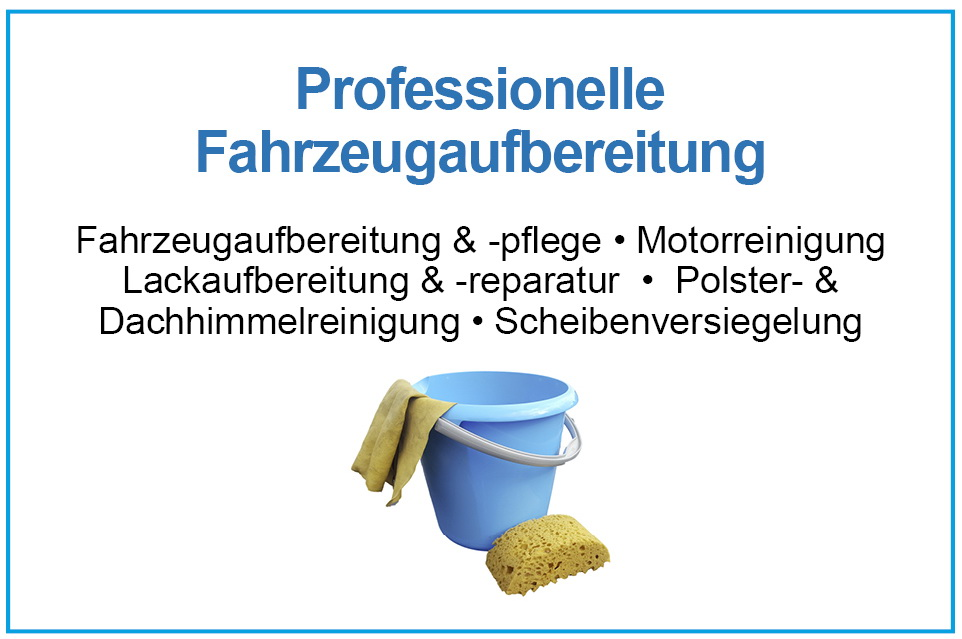 Professionelle
Fahrzeugaufbereitung
Fahrzeugaufbereitung & -pflege • Motorreinigung
Lackaufbereitung & -reparatur • Polster- &
Dachhimmelreinigung • Scheibenversiegelung